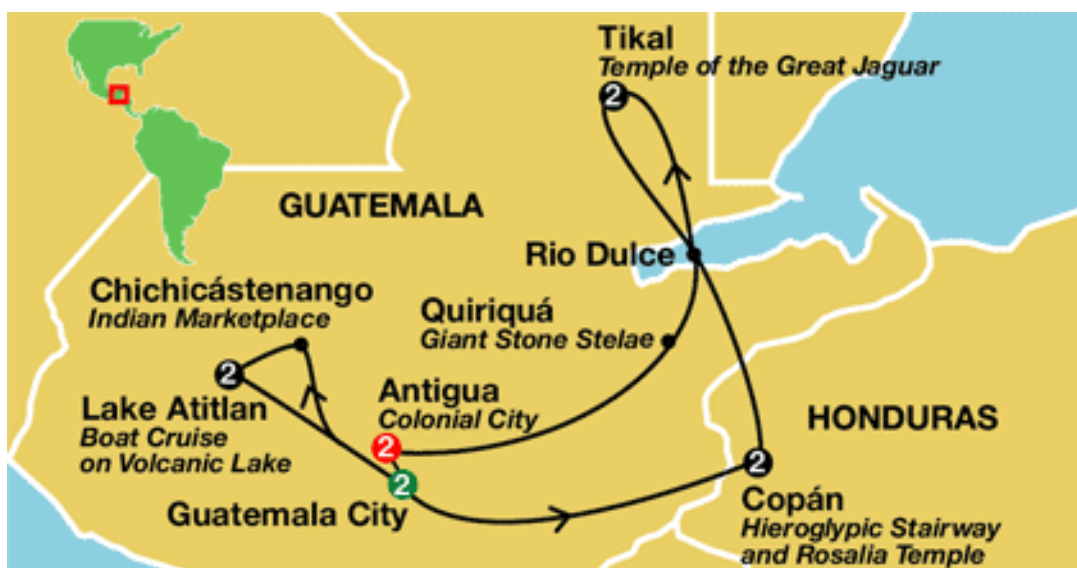 Tikal
Temple of the Great Jaguar
2
GUATEMALA
Rio Dulce
Chichicástenango
Indian Marketplace
Quiriquá
Giant Stone Stelae
2
Lake Atitlan
Boat Cruise
on Volcanic Lake
Antigua
Colonial City
2
HONDURAS
2
Guatemala City
2
Copán
Hieroglypic Stairway
and Rosalia Temple